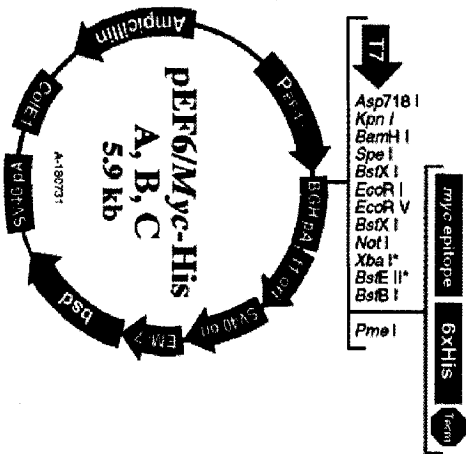 T7
Asp718 I
Kpn I
BamH I
Spe I
BstX I
EcoR I
EcoR V
BstX I
Not I
Xba I*
BstE II*
BstB I
Pme I
myc epitope
6xHis
Term
pEF6/Myc-His
A, B, C
5.9 kb
Ampicillin
PEF-1
BGH pA
f1 ori
SV40 ori
EM-7
bsd
SV40 pA
ColE1
A-180731